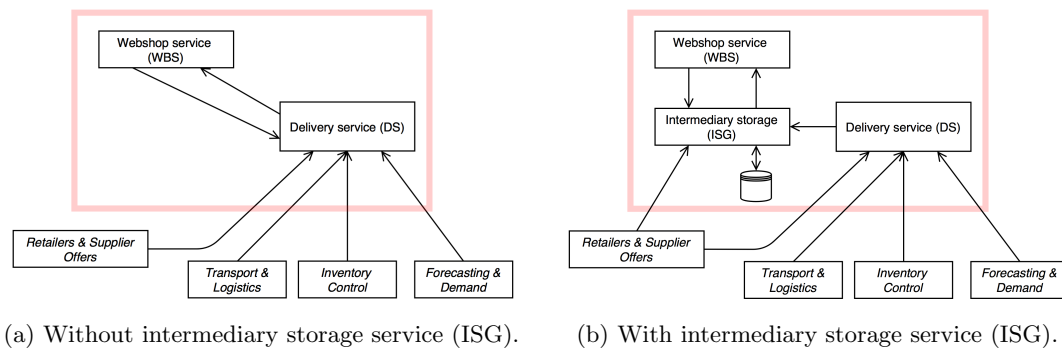 Webshop service
(WBS)
Delivery service (DS)
Retailers & Supplier
Offers
Transport &
Logistics
Inventory
Control
Forecasting &
Demand
(a) Without intermediary storage service (ISG).
Webshop service
(WBS)
Intermediary storage
(ISG)
Delivery service (DS)
Retailers & Supplier
Offers
Transport &
Logistics
Inventory
Control
Forecasting &
Demand
(b) With intermediary storage service (ISG).